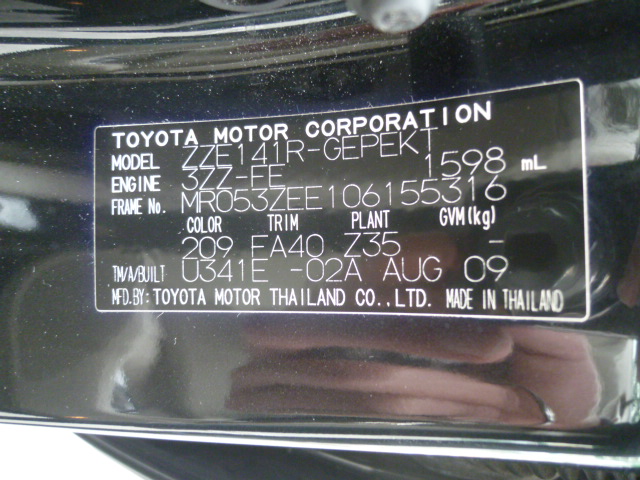 TOYOTA MOTOR CORPORATION
MODEL ZZE141R-GEPEKT
ENGINE 3ZZ-FE 1598 mL
FRAME No. MR053ZEE106155316
COLOR TRIM PLANT GVM(kg)
209 FA40 Z35 -
TM/A/BUILT U341E -02A AUG 09
MFD.BY: TOYOTA MOTOR THAILAND CO.,LTD. MADE IN THAILAND